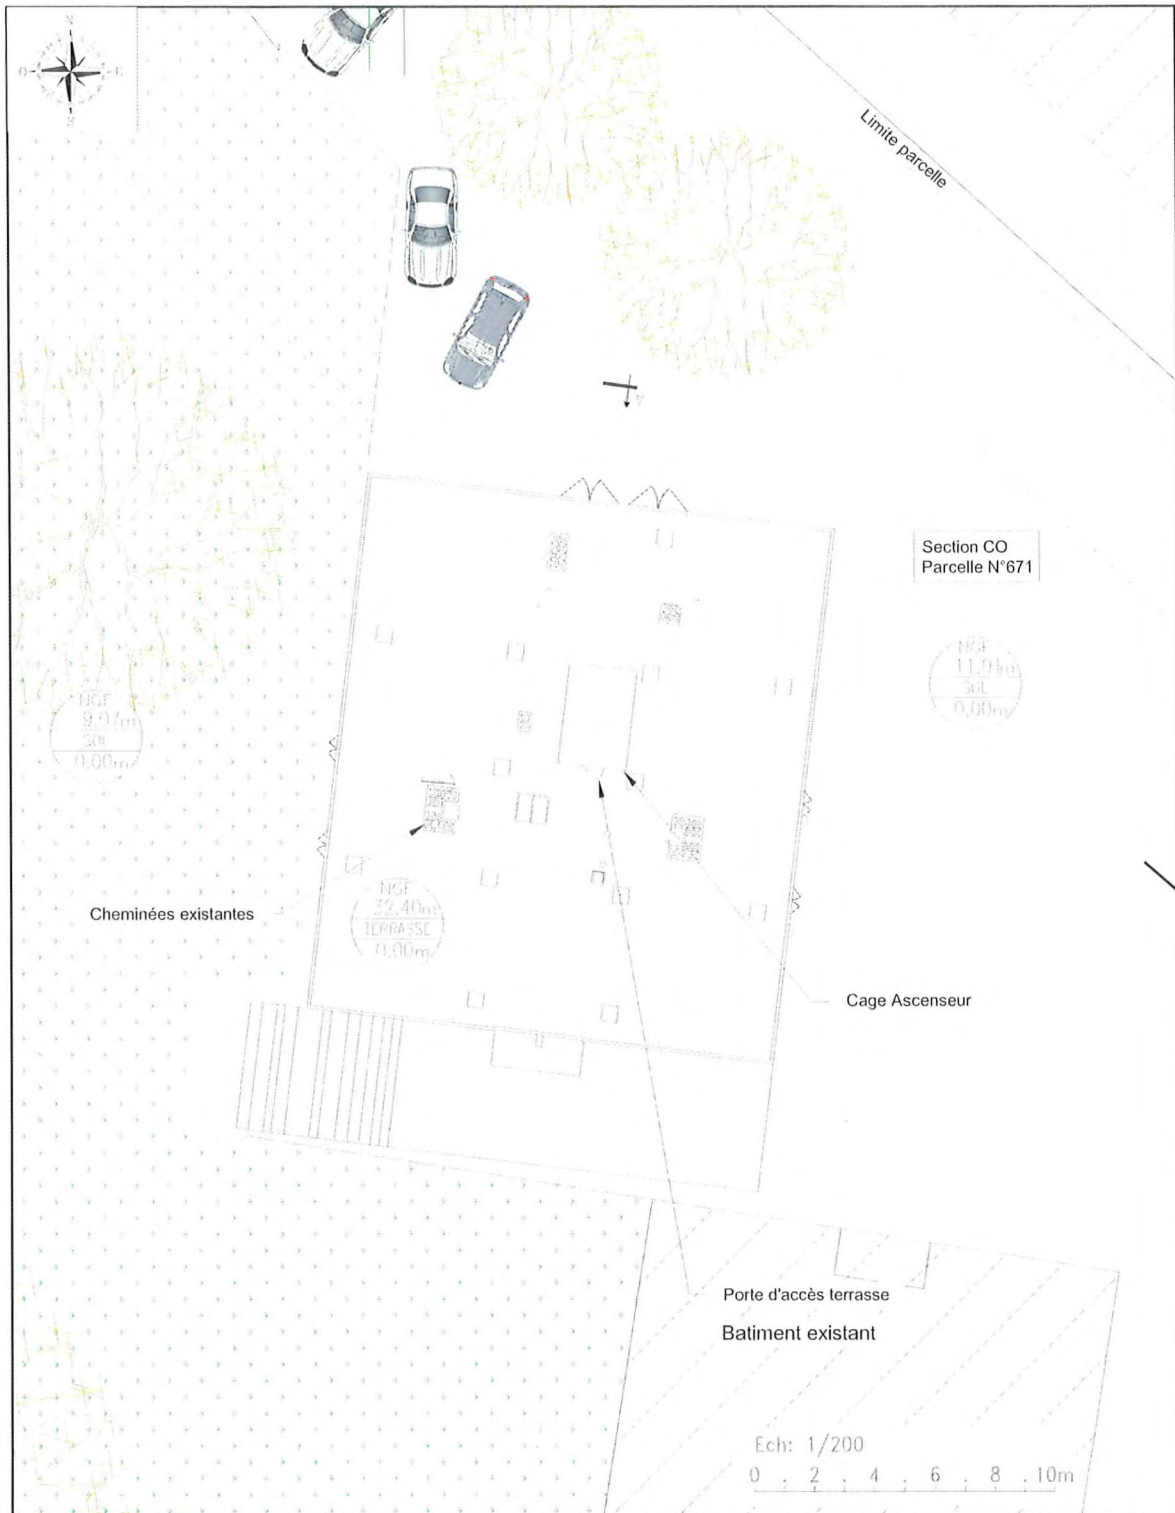 N
O
E
S
Limite parcelle
A
Section CO
Parcelle N°671
NGF
11.01m
SOL
0,00m
NGF
9.07m
SOL
0.00m
Cheminées existantes
NGF
32.40m
TERRASSE
0.00m
Cage Ascenseur
Porte d'accès terrasse
Batiment existant
Ech: 1/200
0 . 2 . 4 . 6 . 8 . 10m